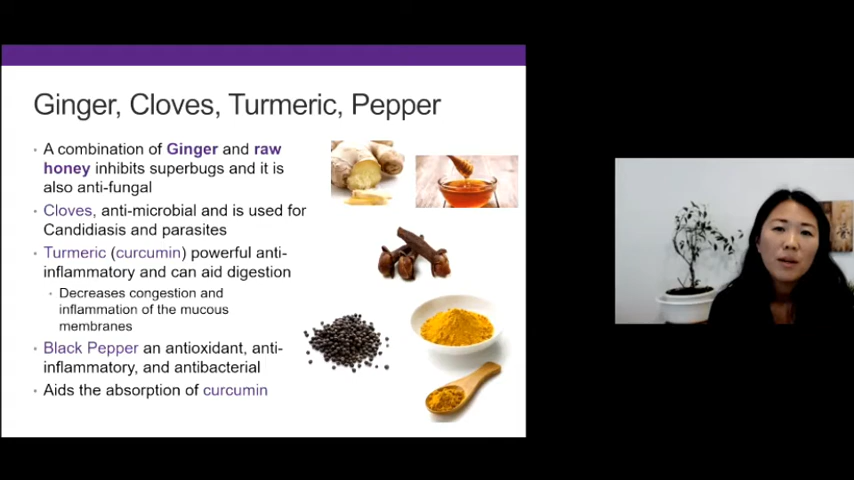 Ginger, Cloves, Turmeric, Pepper
A combination of Ginger and raw
honey inhibits superbugs and it is
also anti-fungal
Cloves, anti-microbial and is used for
Candidiasis and parasites
Turmeric (curcumin) powerful anti-
inflammatory and can aid digestion
Decreases congestion and
inflammation of the mucous
membranes
Black Pepper an antioxidant, anti-
inflammatory, and antibacterial
Aids the absorption of curcumin